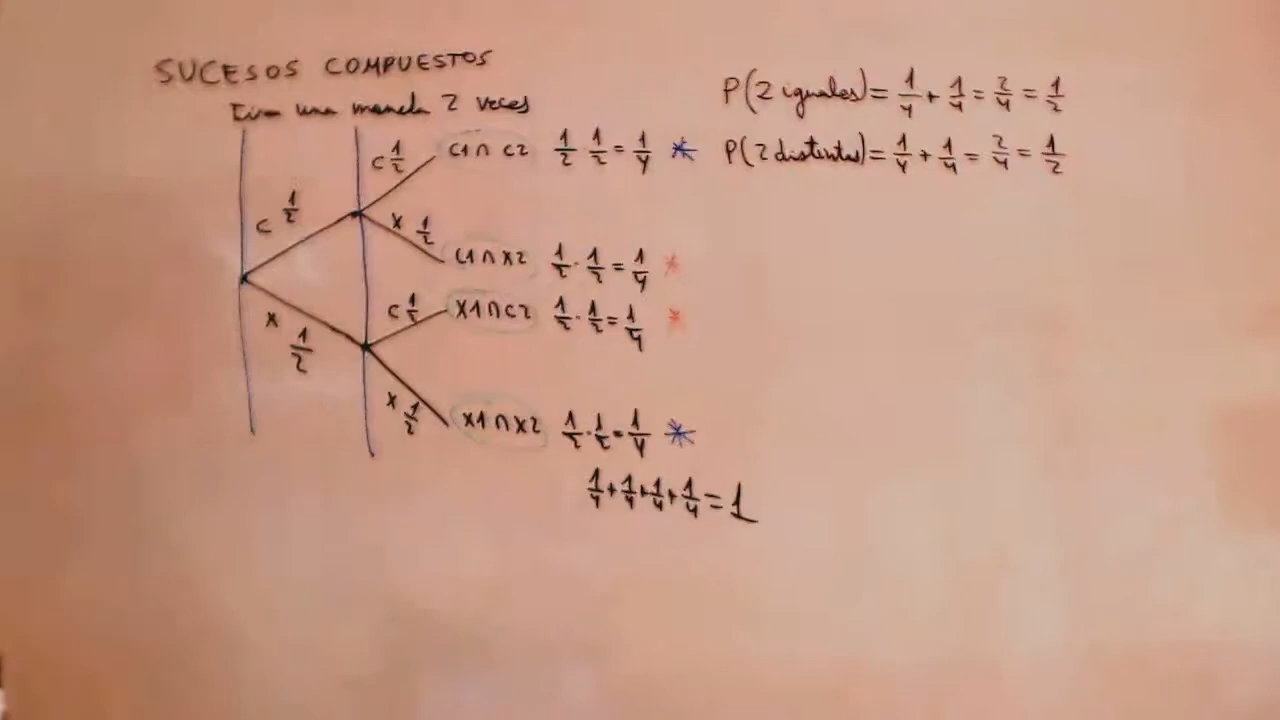 SUCESOS COMPUESTOS
una moneda 2 veces
P(2 iguales)= 1/4 + 1/4 = 2/4 = 1/2
P(2 distintas)= 1/4 + 1/4 = 2/4 = 1/2
C 1/2
C 1/2
C1 ∩ C2 1/2 1/2 = 1/4 *
X 1/2
C1 ∩ X2 1/2 · 1/2 = 1/4 *
X 1/2
C 1/2
X1 ∩ C2 1/2 · 1/2 = 1/4 *
X 1/2
X1 ∩ X2 1/2 · 1/2 = 1/4 *
1/4 + 1/4 + 1/4 + 1/4 = 1